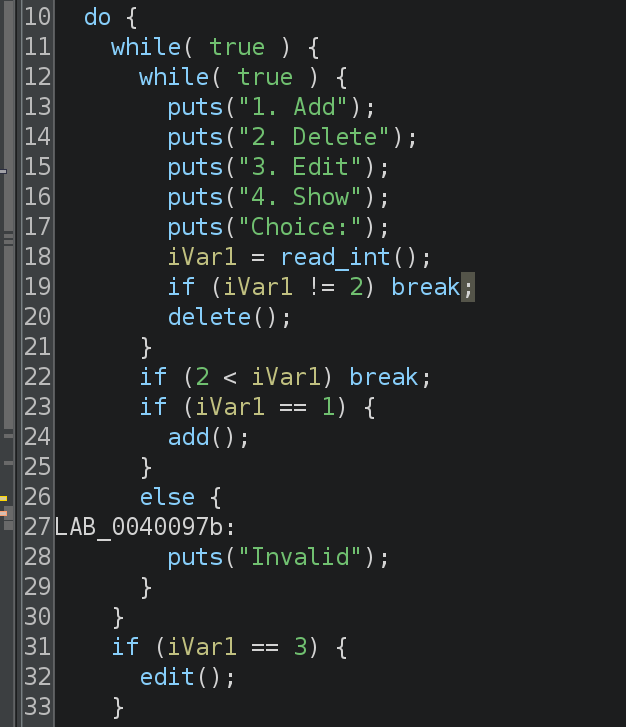 10 do {
11 while( true ) {
12 while( true ) {
13 puts("1. Add");
14 puts("2. Delete");
15 puts("3. Edit");
16 puts("4. Show");
17 puts("Choice:");
18 iVar1 = read_int();
19 if (iVar1 != 2) break;
20 delete();
21 }
22 if (2 < iVar1) break;
23 if (iVar1 == 1) {
24 add();
25 }
26 else {
27 LAB_0040097b:
28 puts("Invalid");
29 }
30 }
31 if (iVar1 == 3) {
32 edit();
33 }